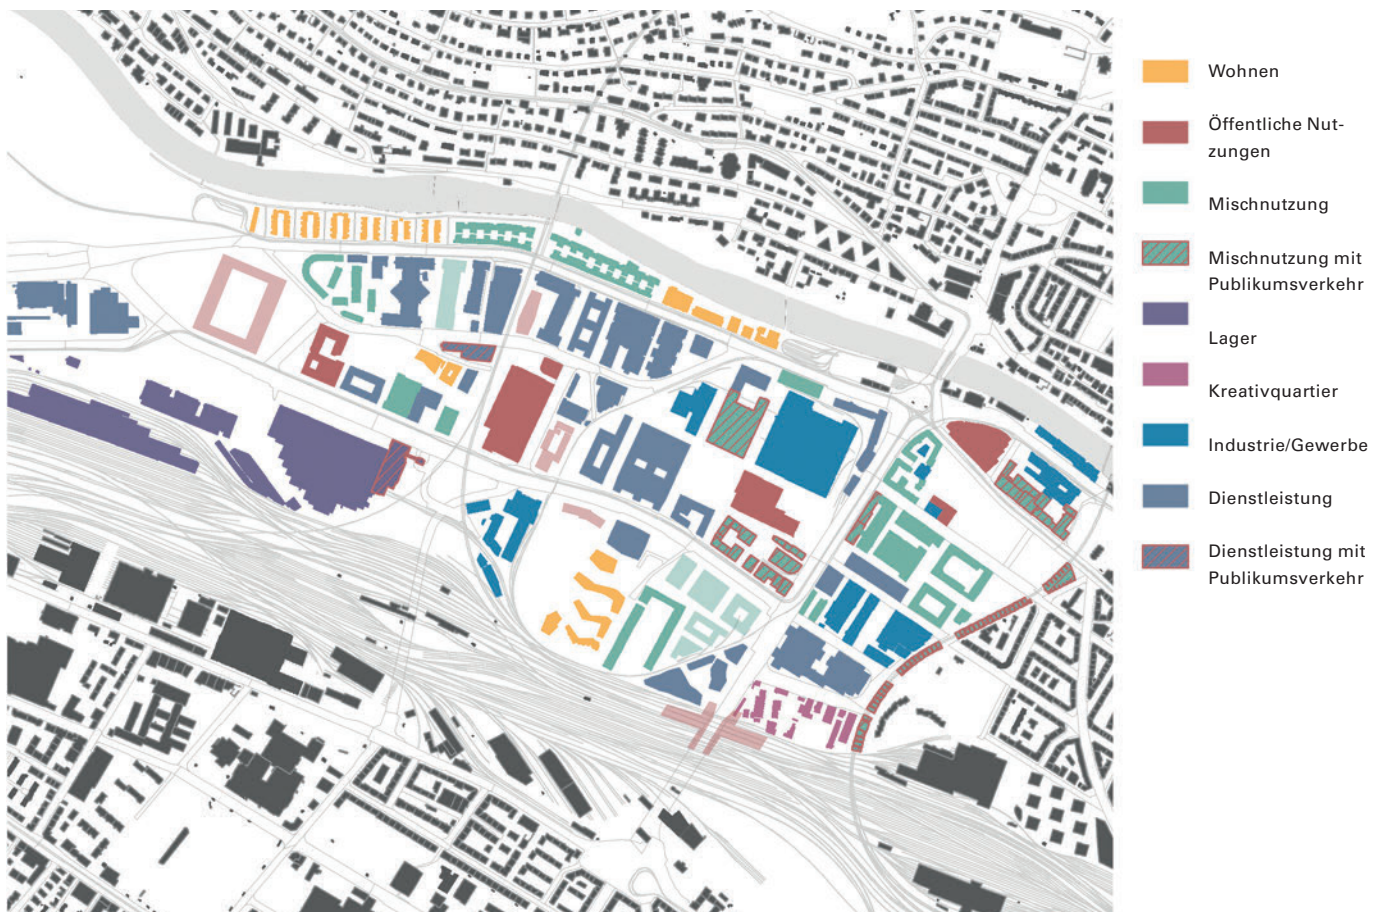 Wohnen
Öffentliche Nut-
zungen
Mischnutzung
Mischnutzung mit
Publikumsverkehr
Lager
Kreativquartier
Industrie/Gewerbe
Dienstleistung
Dienstleistung mit
Publikumsverkehr